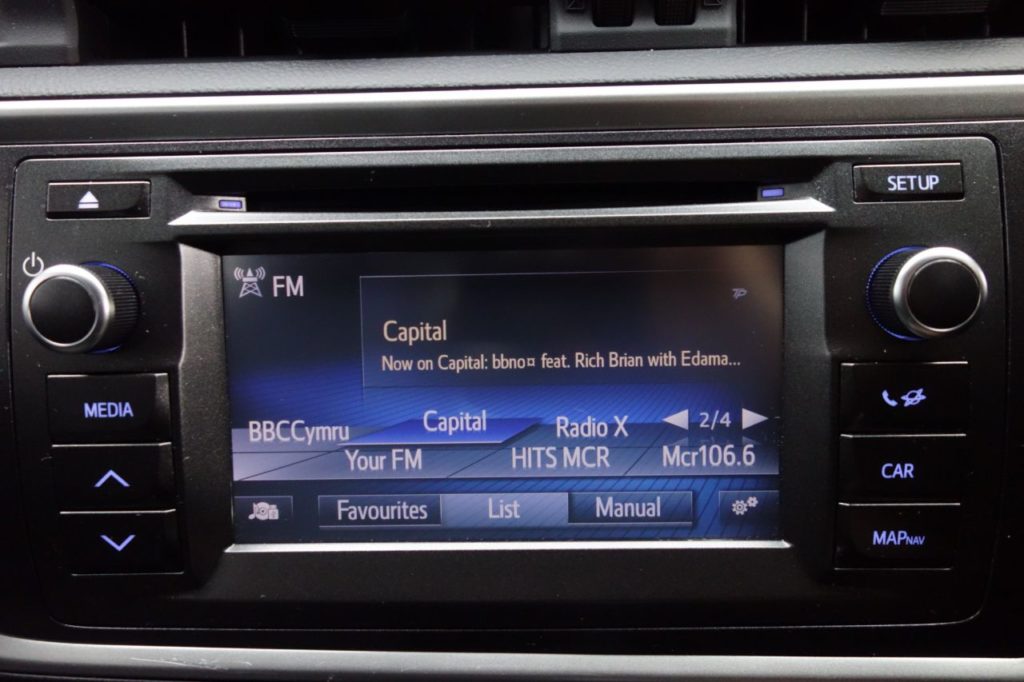 SETUP
FM
Capital
Now on Capital: bbno¤ feat. Rich Brian with Edama...
MEDIA
BBCCymru
Capital
Radio X
2/4
Your FM
HITS MCR
Mcr106.6
CAR
Favourites
List
Manual
MAPNAV